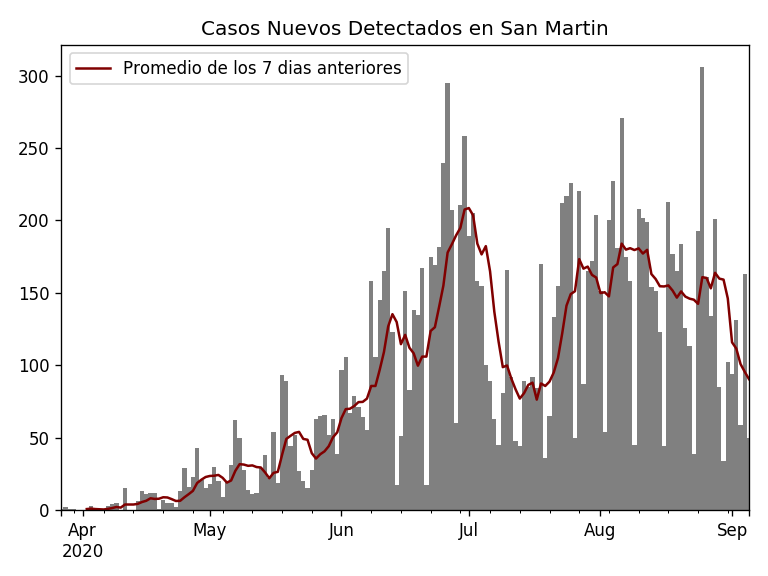 Casos Nuevos Detectados en San Martin
Promedio de los 7 dias anteriores
300
250
200
150
100
50
0
Apr May Jun Jul Aug Sep
2020